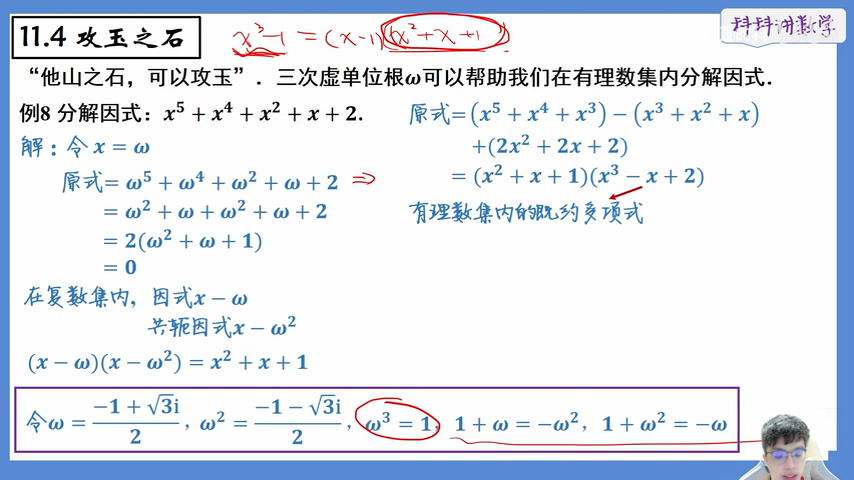 11.4 攻玉之石
x³-1=(x-1)(x²+x+1)
科科讲数学
“他山之石，可以攻玉”．三次虚单位根ω可以帮助我们在有理数集内分解因式．
例8 分解因式：x⁵+x⁴+x²+x+2．
解：令x=ω
原式=ω⁵+ω⁴+ω²+ω+2 ⇒
=ω²+ω+ω²+ω+2
=2(ω²+ω+1)
=0
在复数集内，因式x-ω
共轭因式x-ω²
(x-ω)(x-ω²)=x²+x+1
原式=(x⁵+x⁴+x³)-(x³+x²+x)
+(2x²+2x+2)
=(x²+x+1)(x³-x+2)
有理数集内的既约多项式
令ω=(-1+√3i)/2，ω²=(-1-√3i)/2，ω³=1，1+ω=-ω²，1+ω²=-ω